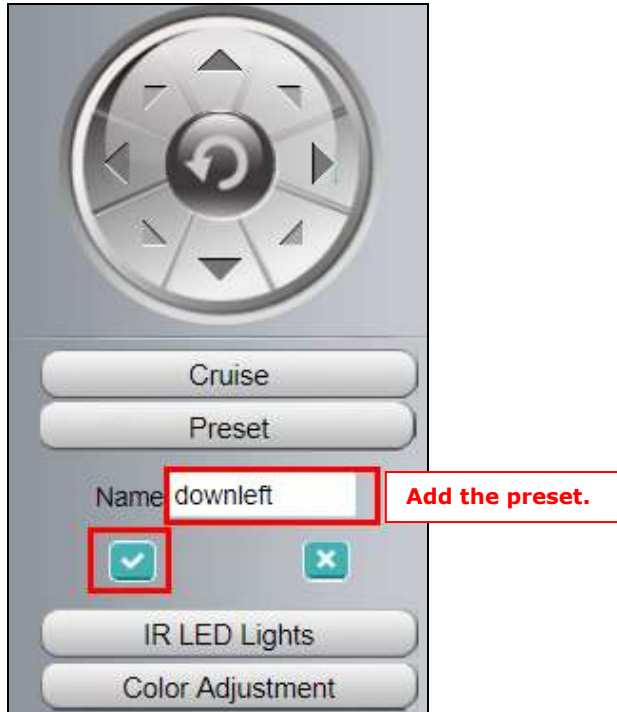 Cruise
Preset
Name downleft
Add the preset.
IR LED Lights
Color Adjustment